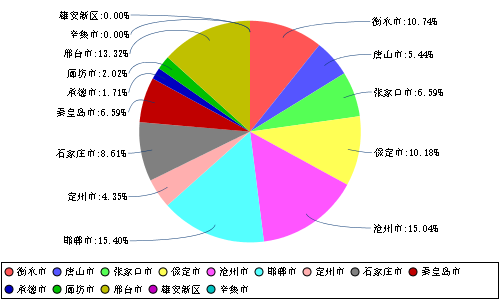 雄安新区:0.00%
辛集市:0.00%
邢台市:13.32%
廊坊市:2.02%
承德市:1.71%
秦皇岛市:6.59%
石家庄市:8.61%
定州市:4.35%
邯郸市:15.40%
衡水市:10.74%
唐山市:5.44%
张家口市:6.59%
保定市:10.18%
沧州市:15.04%
衡水市 唐山市 张家口市 保定市 沧州市 邯郸市 定州市 石家庄市 秦皇岛市
承德市 廊坊市 邢台市 雄安新区 辛集市